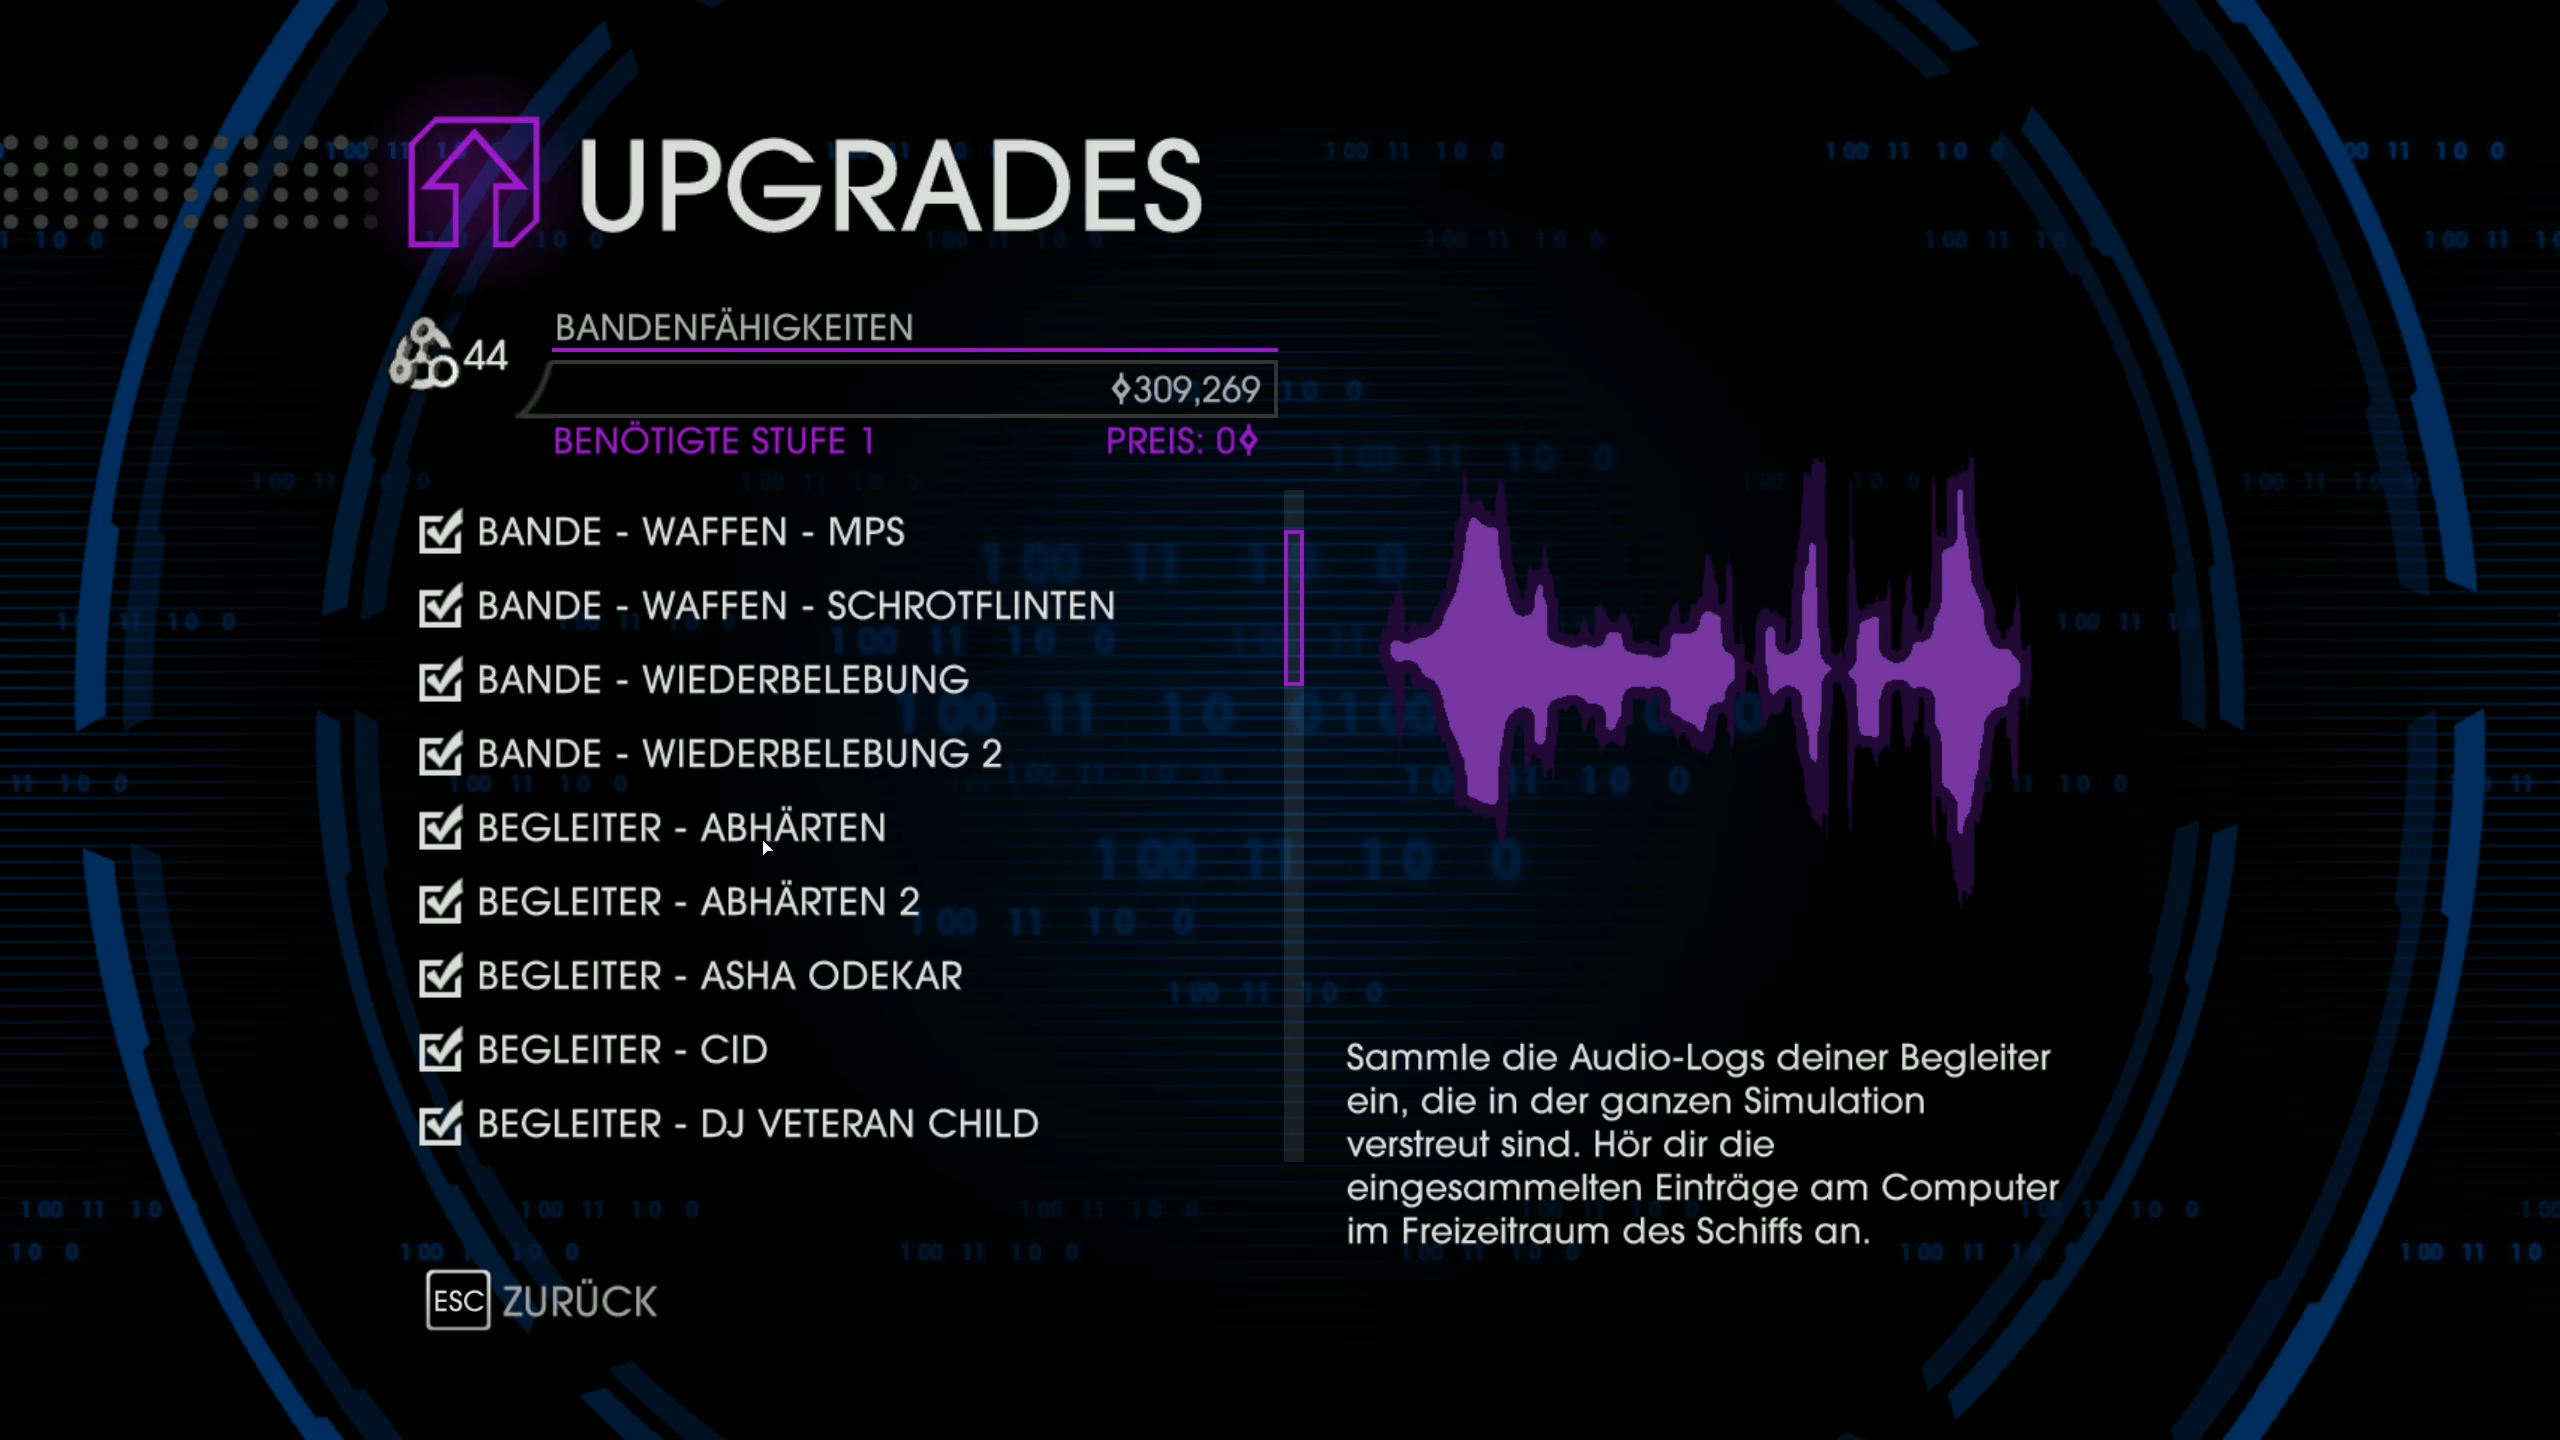 UPGRADES
44
BANDENFÄHIGKEITEN
309,269
BENÖTIGTE STUFE 1 PREIS: 0
BANDE - WAFFEN - MPS
BANDE - WAFFEN - SCHROTFLINTEN
BANDE - WIEDERBELEBUNG
BANDE - WIEDERBELEBUNG 2
BEGLEITER - ABHÄRTEN
BEGLEITER - ABHÄRTEN 2
BEGLEITER - ASHA ODEKAR
BEGLEITER - CID
BEGLEITER - DJ VETERAN CHILD
Sammle die Audio-Logs deiner Begleiter
ein, die in der ganzen Simulation
verstreut sind. Hör dir die
eingesammelten Einträge am Computer
im Freizeitraum des Schiffs an.
ESC ZURÜCK